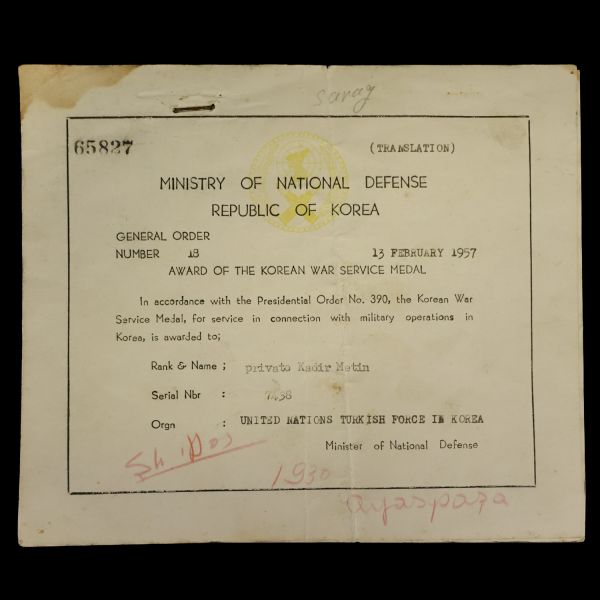 saray
65827
(TRANSLATION)
MINISTRY OF NATIONAL DEFENSE
REPUBLIC OF KOREA
GENERAL ORDER
NUMBER 18 13 FEBRUARY 1957
AWARD OF THE KOREAN WAR SERVICE MEDAL
In accordance with the Presidential Order No. 390, the Korean War
Service Medal, for service in connection with military operations in
Korea, is awarded to;
Rank & Name ; private Kadir Metin
Serial Nbr : 7438
Orgn : UNITED NATIONS TURKISH FORCE IN KOREA
Minister of National Defense
1930
ayaspaza